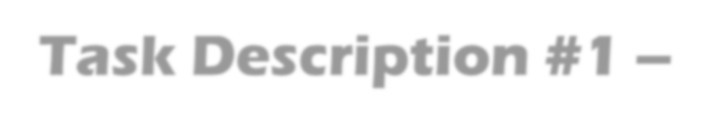 Task Description #1 –